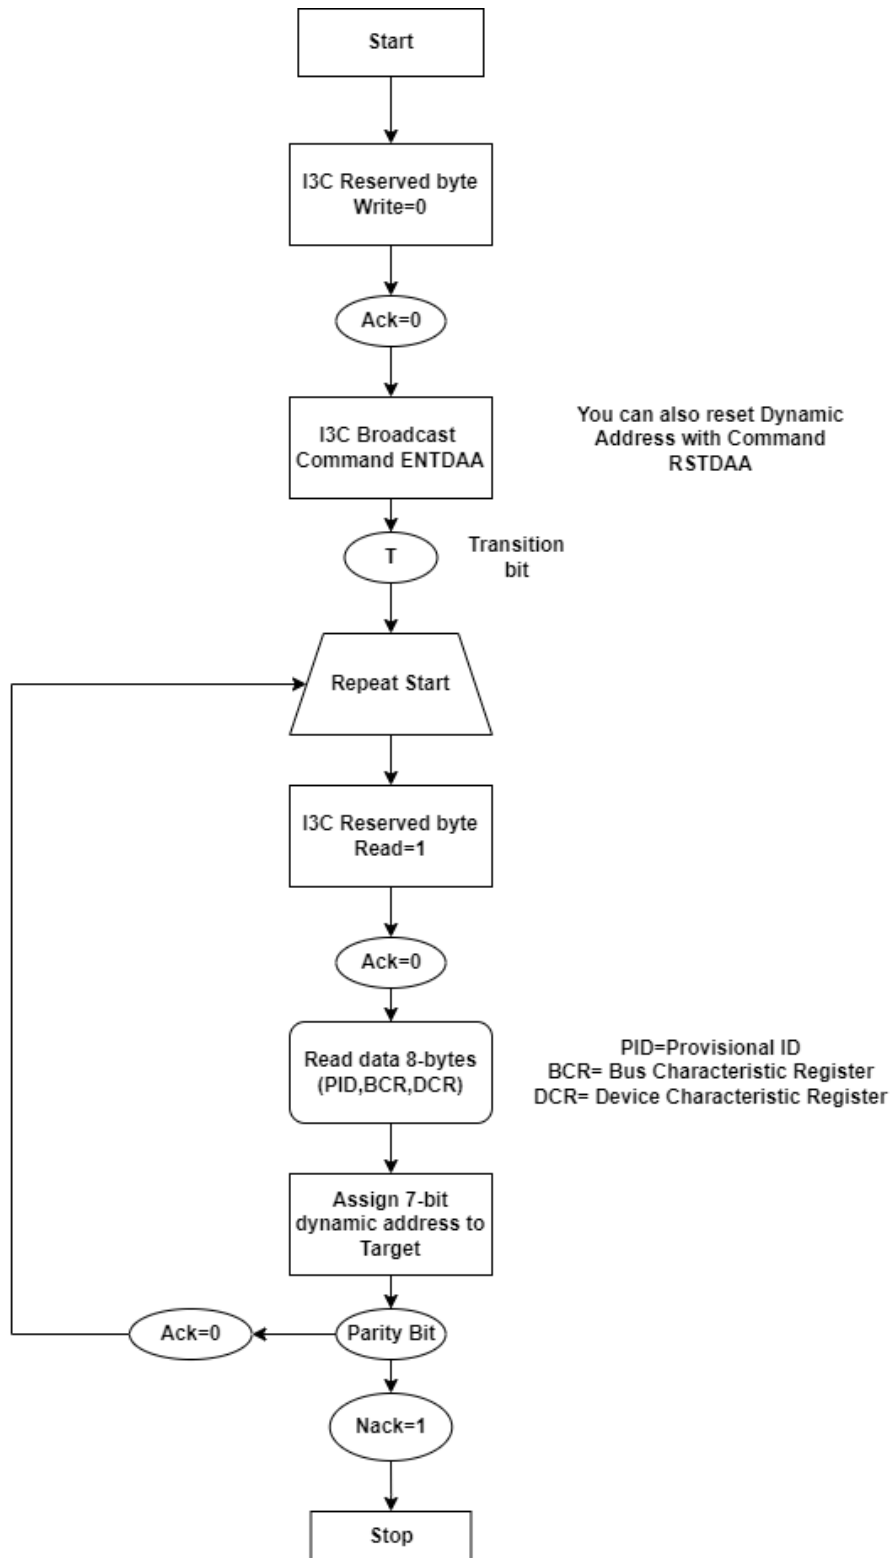 Start
I3C Reserved byte
Write=0
Ack=0
I3C Broadcast
Command ENTDAA
You can also reset Dynamic
Address with Command
RSTDAA
T
Transition
bit
Repeat Start
I3C Reserved byte
Read=1
Ack=0
Read data 8-bytes
(PID,BCR,DCR)
PID=Provisional ID
BCR= Bus Characteristic Register
DCR= Device Characteristic Register
Assign 7-bit
dynamic address to
Target
Ack=0
Parity Bit
Nack=1
Stop